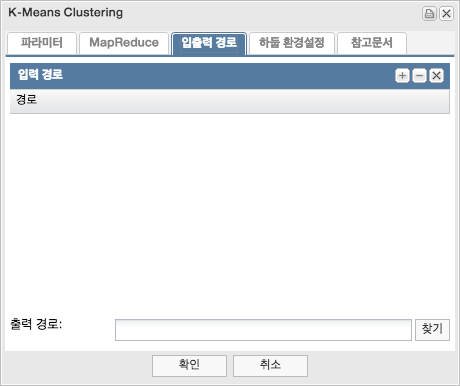 K-Means Clustering
파라미터 MapReduce 입출력 경로 하둡 환경설정 참고문서
입력 경로
경로
출력 경로: 찾기
확인 취소